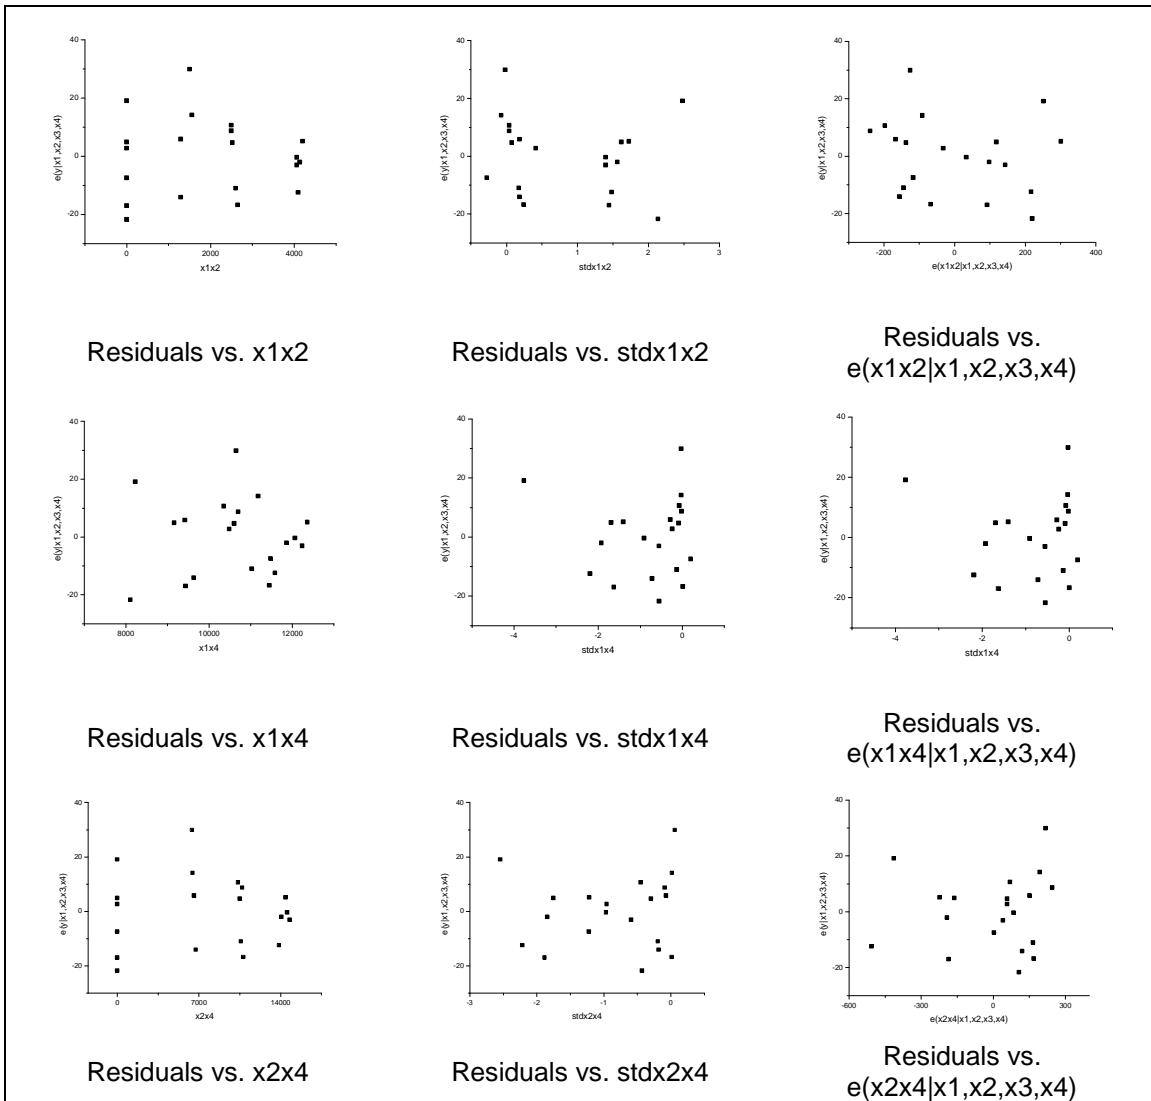 40
20
0
-20
e(y|x1,x2,x3,x4)
0 2000 4000
x1x2
40
20
0
-20
e(y|x1,x2,x3,x4)
0 1 2 3
stdx1x2
40
20
0
-20
e(y|x1,x2,x3,x4)
-200 0 200 400
e(x1x2|x1,x2,x3,x4)
Residuals vs. x1x2
Residuals vs. stdx1x2
Residuals vs.
e(x1x2|x1,x2,x3,x4)
40
20
0
-20
e(y|x1,x2,x3,x4)
8000 10000 12000
x1x4
40
20
0
-20
e(y|x1,x2,x3,x4)
-4 -2 0
stdx1x4
40
20
0
-20
e(y|x1,x2,x3,x4)
-4 -2 0
stdx1x4
Residuals vs. x1x4
Residuals vs. stdx1x4
Residuals vs.
e(x1x4|x1,x2,x3,x4)
40
20
0
-20
e(y|x1,x2,x3,x4)
0 7000 14000
x2x4
40
20
0
-20
e(y|x1,x2,x3,x4)
-3 -2 -1 0
stdx2x4
40
20
0
-20
e(y|x1,x2,x3,x4)
-600 -300 0 300
e(x2x4|x1,x2,x3,x4)
Residuals vs. x2x4
Residuals vs. stdx2x4
Residuals vs.
e(x2x4|x1,x2,x3,x4)